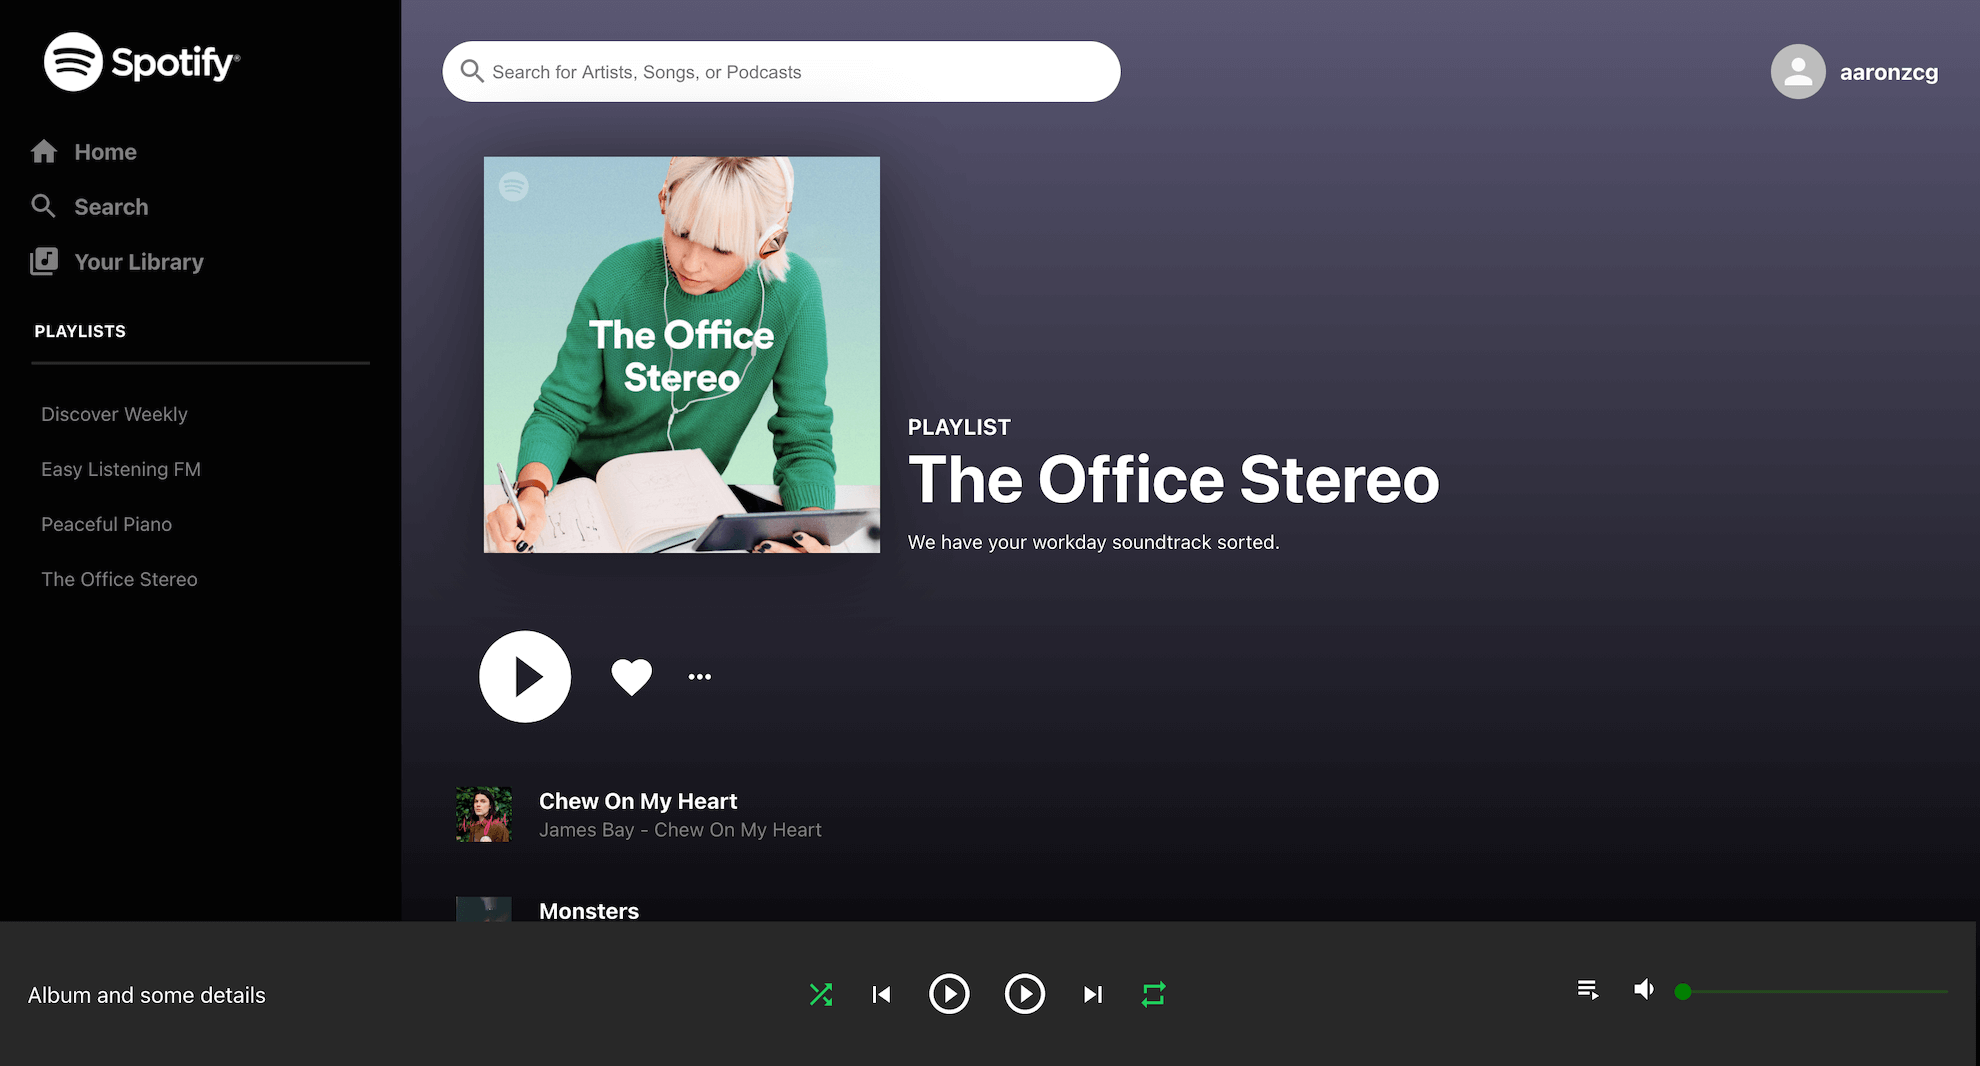 Spotify®
Home
Search
Your Library
PLAYLISTS
Discover Weekly
Easy Listening FM
Peaceful Piano
The Office Stereo
Search for Artists, Songs, or Podcasts
aaronzcg
The Office
Stereo
PLAYLIST
The Office Stereo
We have your workday soundtrack sorted.
Chew On My Heart
James Bay - Chew On My Heart
Monsters
Album and some details